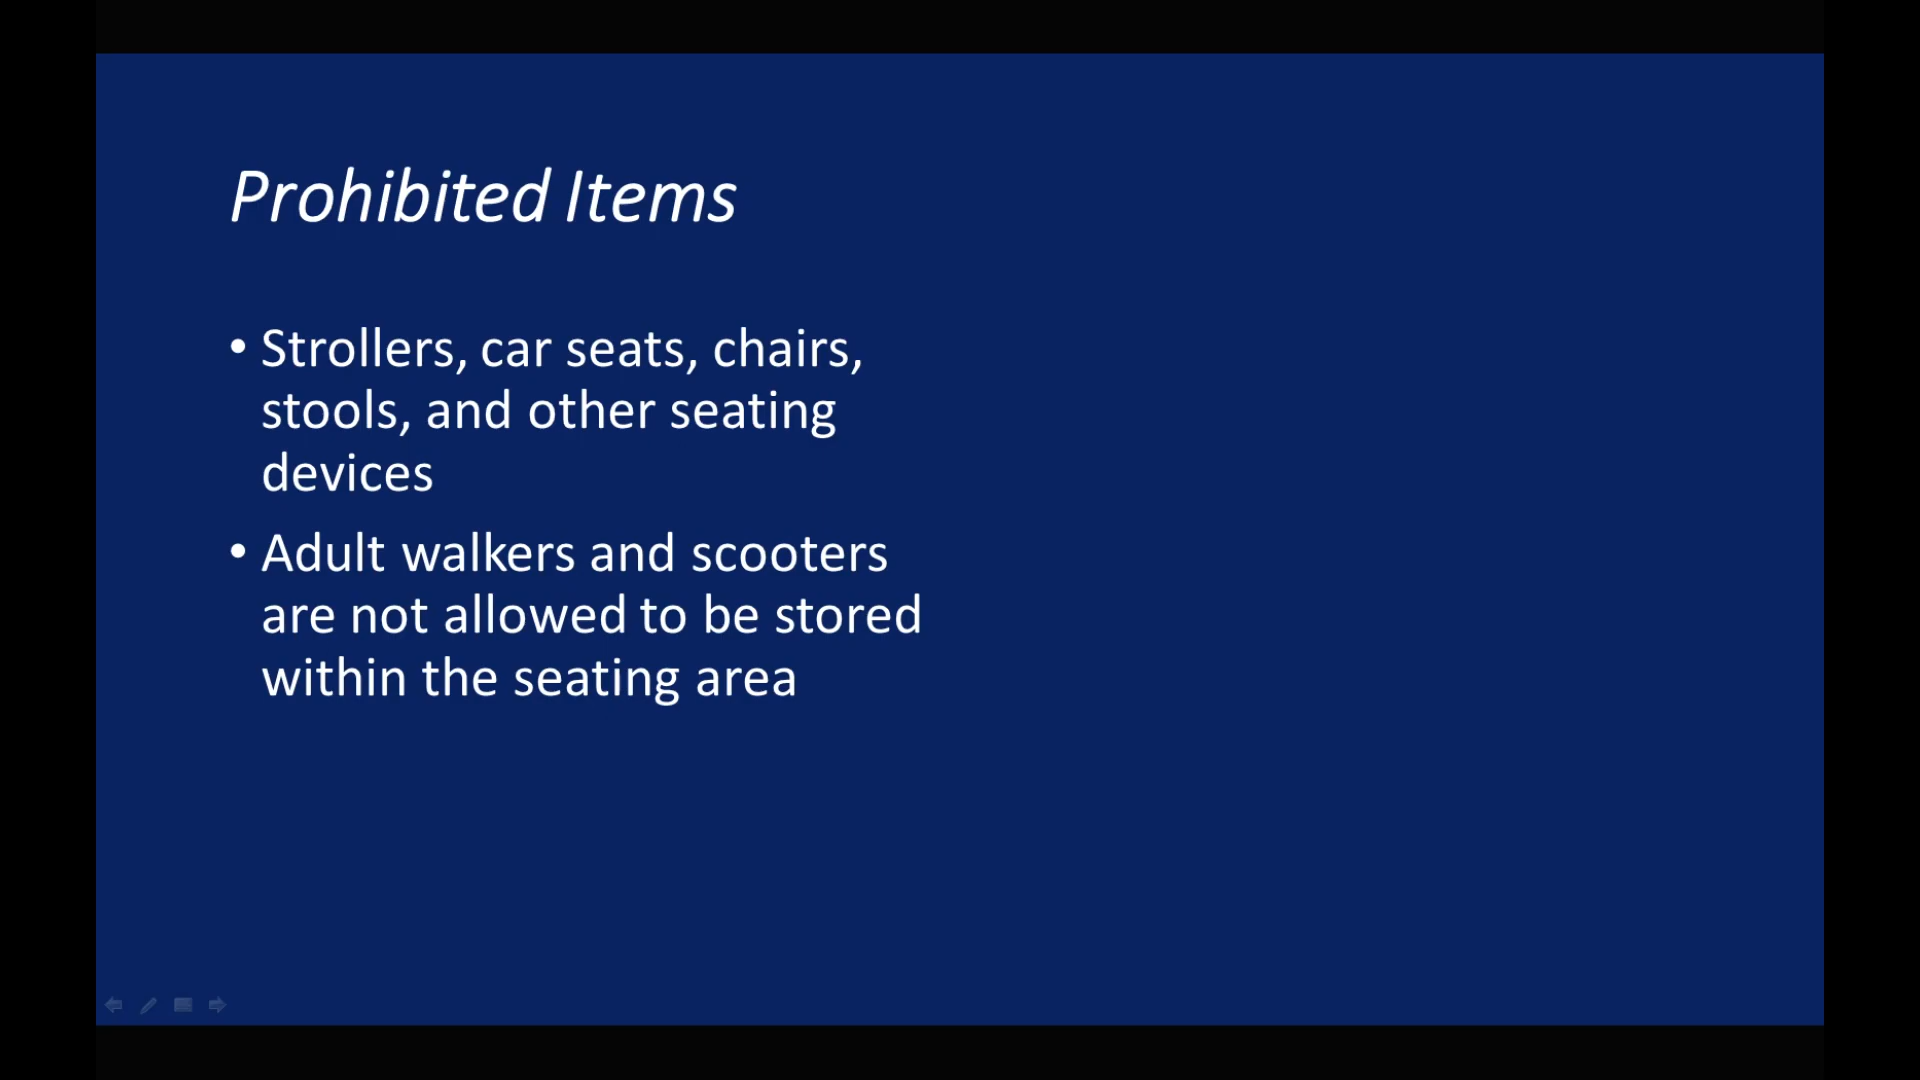 Prohibited Items
• Strollers, car seats, chairs,
stools, and other seating
devices
• Adult walkers and scooters
are not allowed to be stored
within the seating area